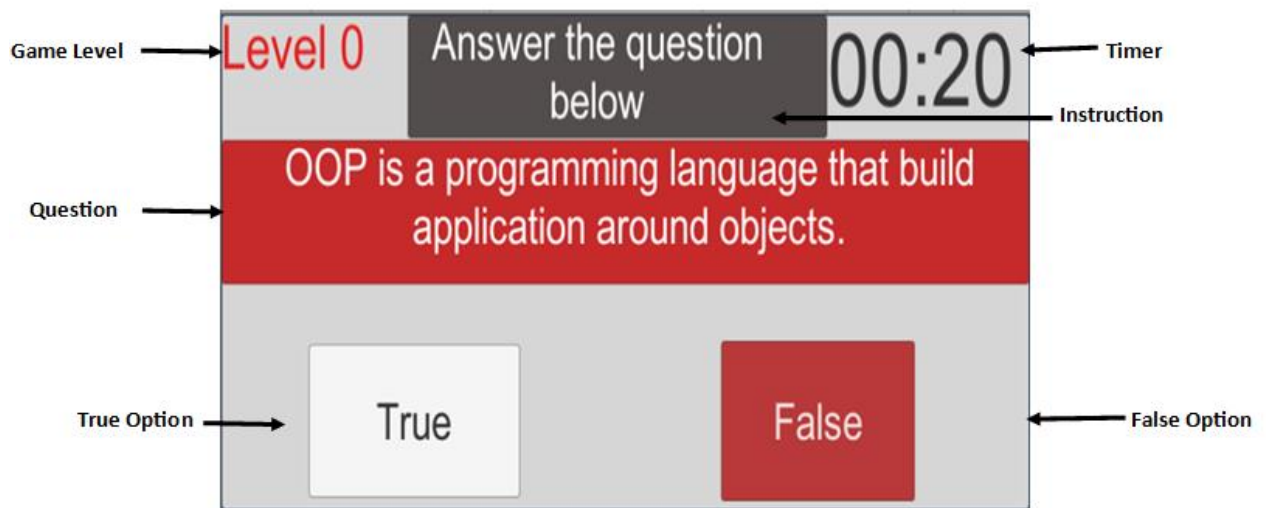 Game Level
Level 0
Answer the question
below
00:20
Timer
Instruction
OOP is a programming language that build
application around objects.
Question
True Option
True
False
False Option